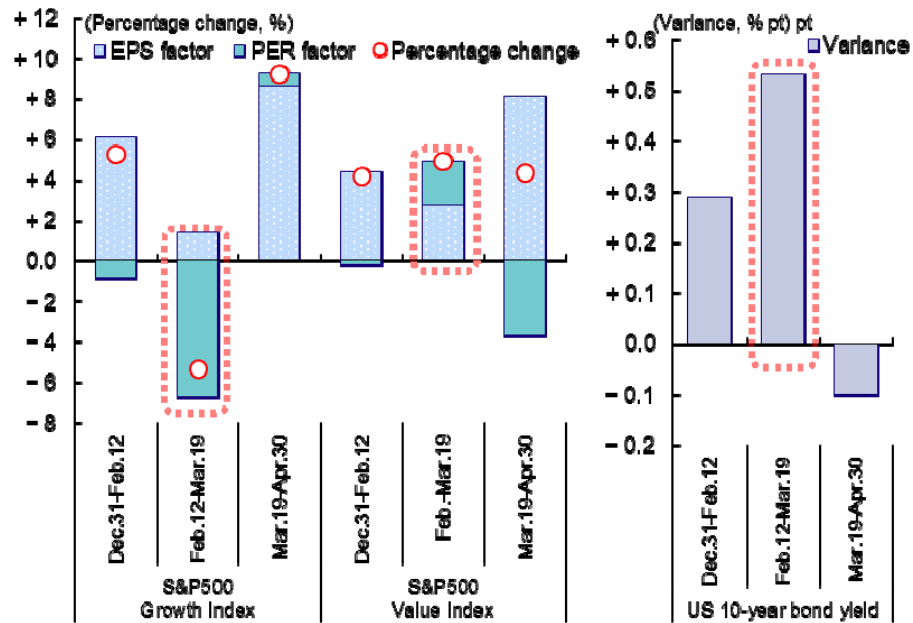 (Percentage change, %)
EPS factor PER factor Percentage change
+ 12
+ 10
+ 8
+ 6
+ 4
+ 2
0.0
− 2
− 4
− 6
− 8
Dec.31-Feb.12
Feb.12-Mar.19
Mar.19-Apr.30
Dec.31-Feb.12
Feb.-Mar.19
Mar.19-Apr.30
S&P500
Growth Index
S&P500
Value Index
(Variance, % pt) pt
Variance
+ 0.6
+ 0.5
+ 0.4
+ 0.3
+ 0.2
+ 0.1
0.0
− 0.1
− 0.2
Dec.31-Feb.12
Feb.12-Mar.19
Mar.19-Apr.30
US 10-year bond yield